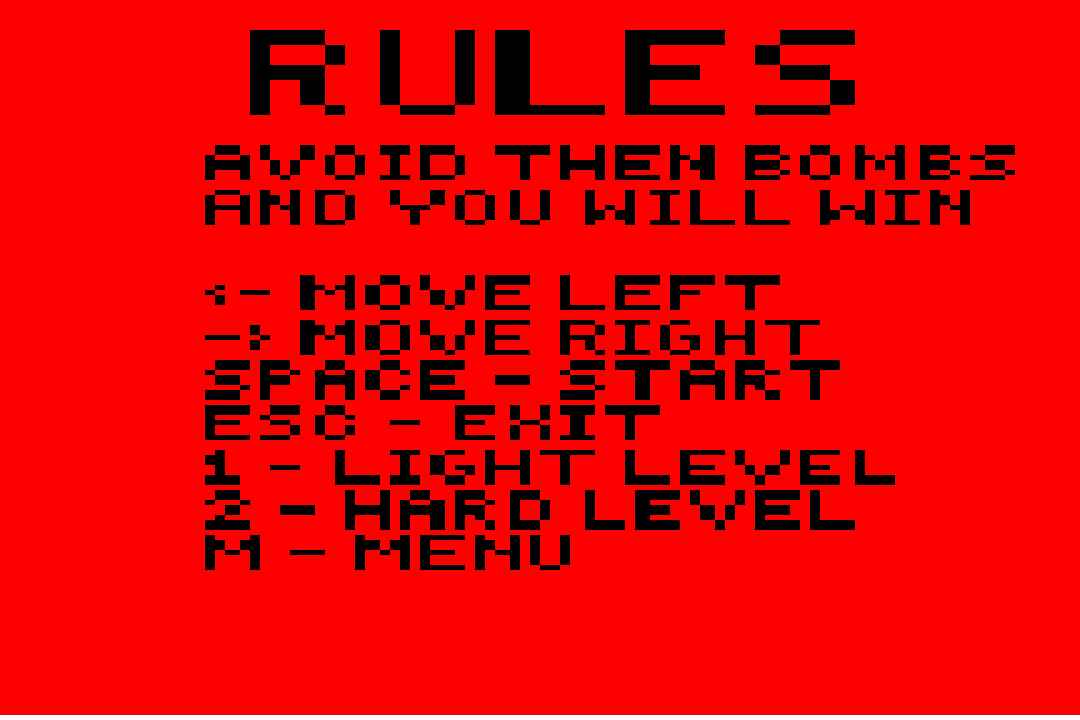 RULES
AVOID THEN BOMBS
AND YOU WILL WIN
<- MOVE LEFT
-> MOVE RIGHT
SPACE - START
ESC - EXIT
1 - LIGHT LEVEL
2 - HARD LEVEL
M - MENU